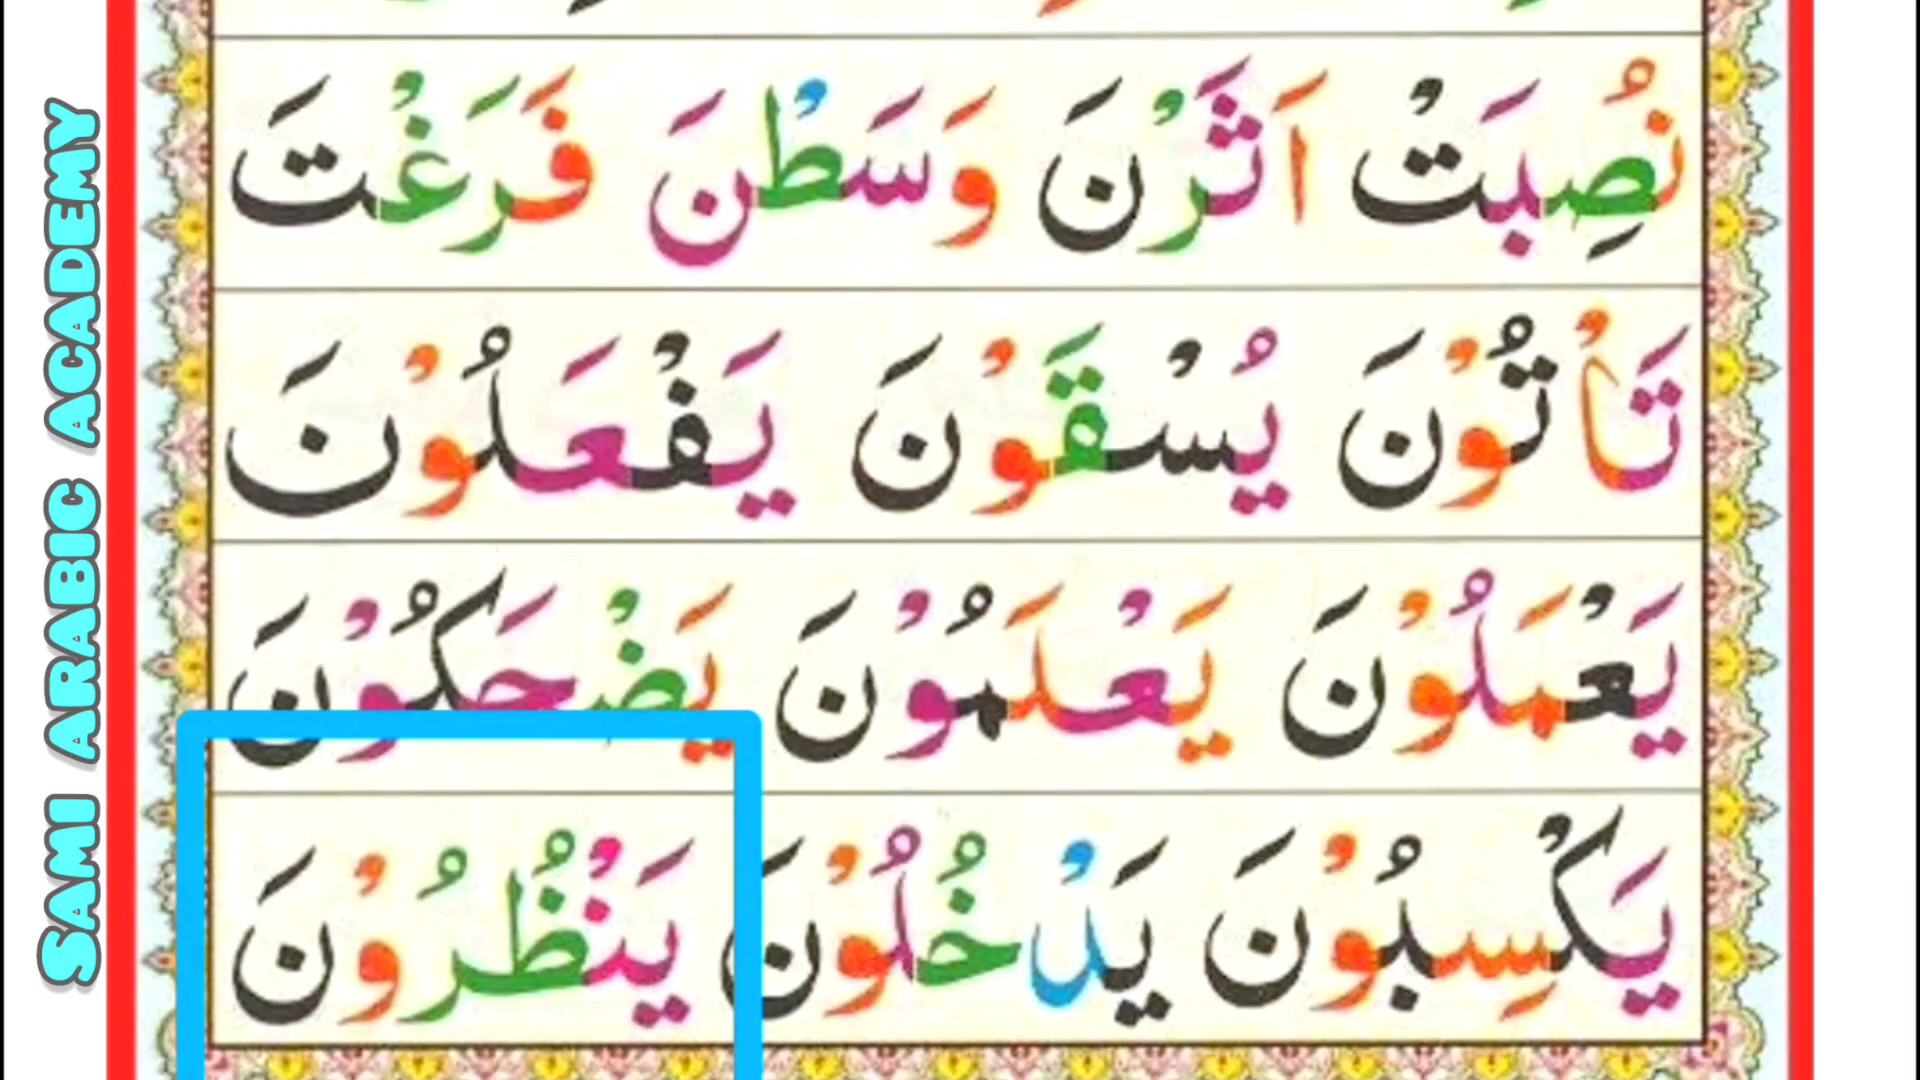 نُصِبَتْ اَثَرْنَ وَسَطْنَ فَرَغْتَ
تَاْتُوْنَ يُسْقَوْنَ يَفْعَلُوْنَ
يَعْمَلُوْنَ يَعْلَمُوْنَ يَضْحَكُوْنَ
يَكْسِبُوْنَ يَدْخُلُوْنَ يَنْظُرُوْنَ
SAMI ARABIC ACADEMY